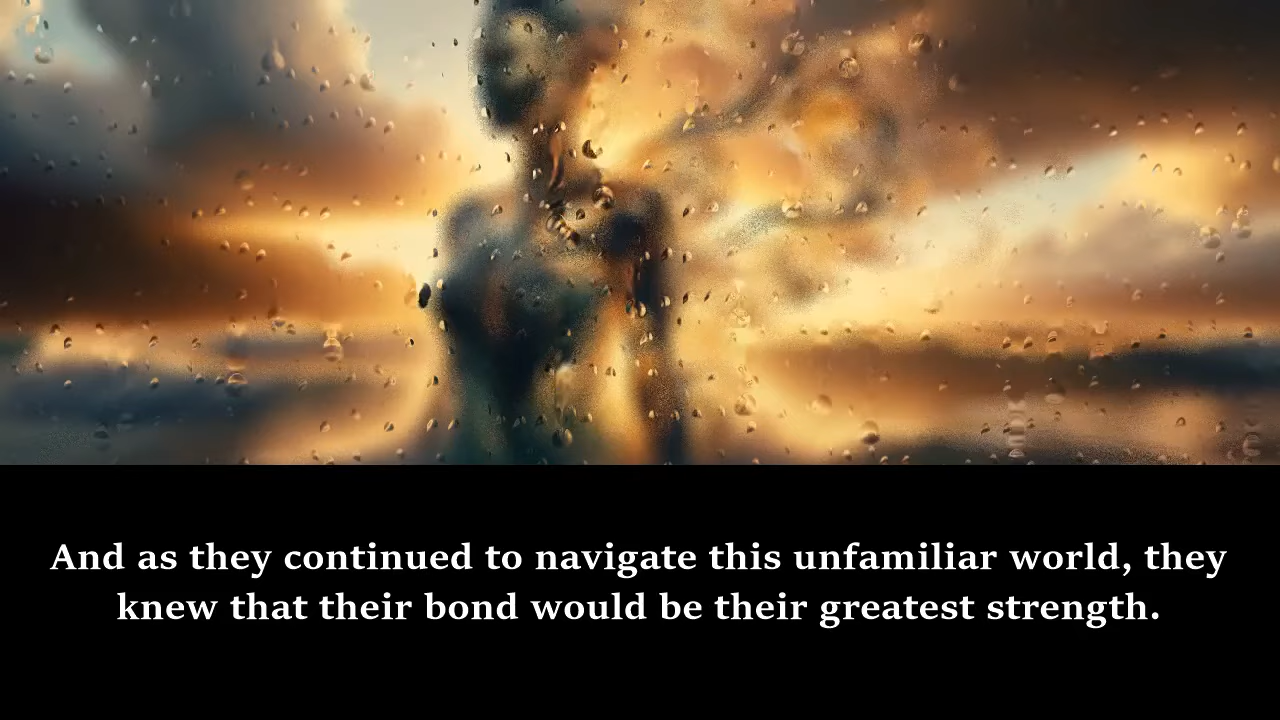 And as they continued to navigate this unfamiliar world, they
knew that their bond would be their greatest strength.